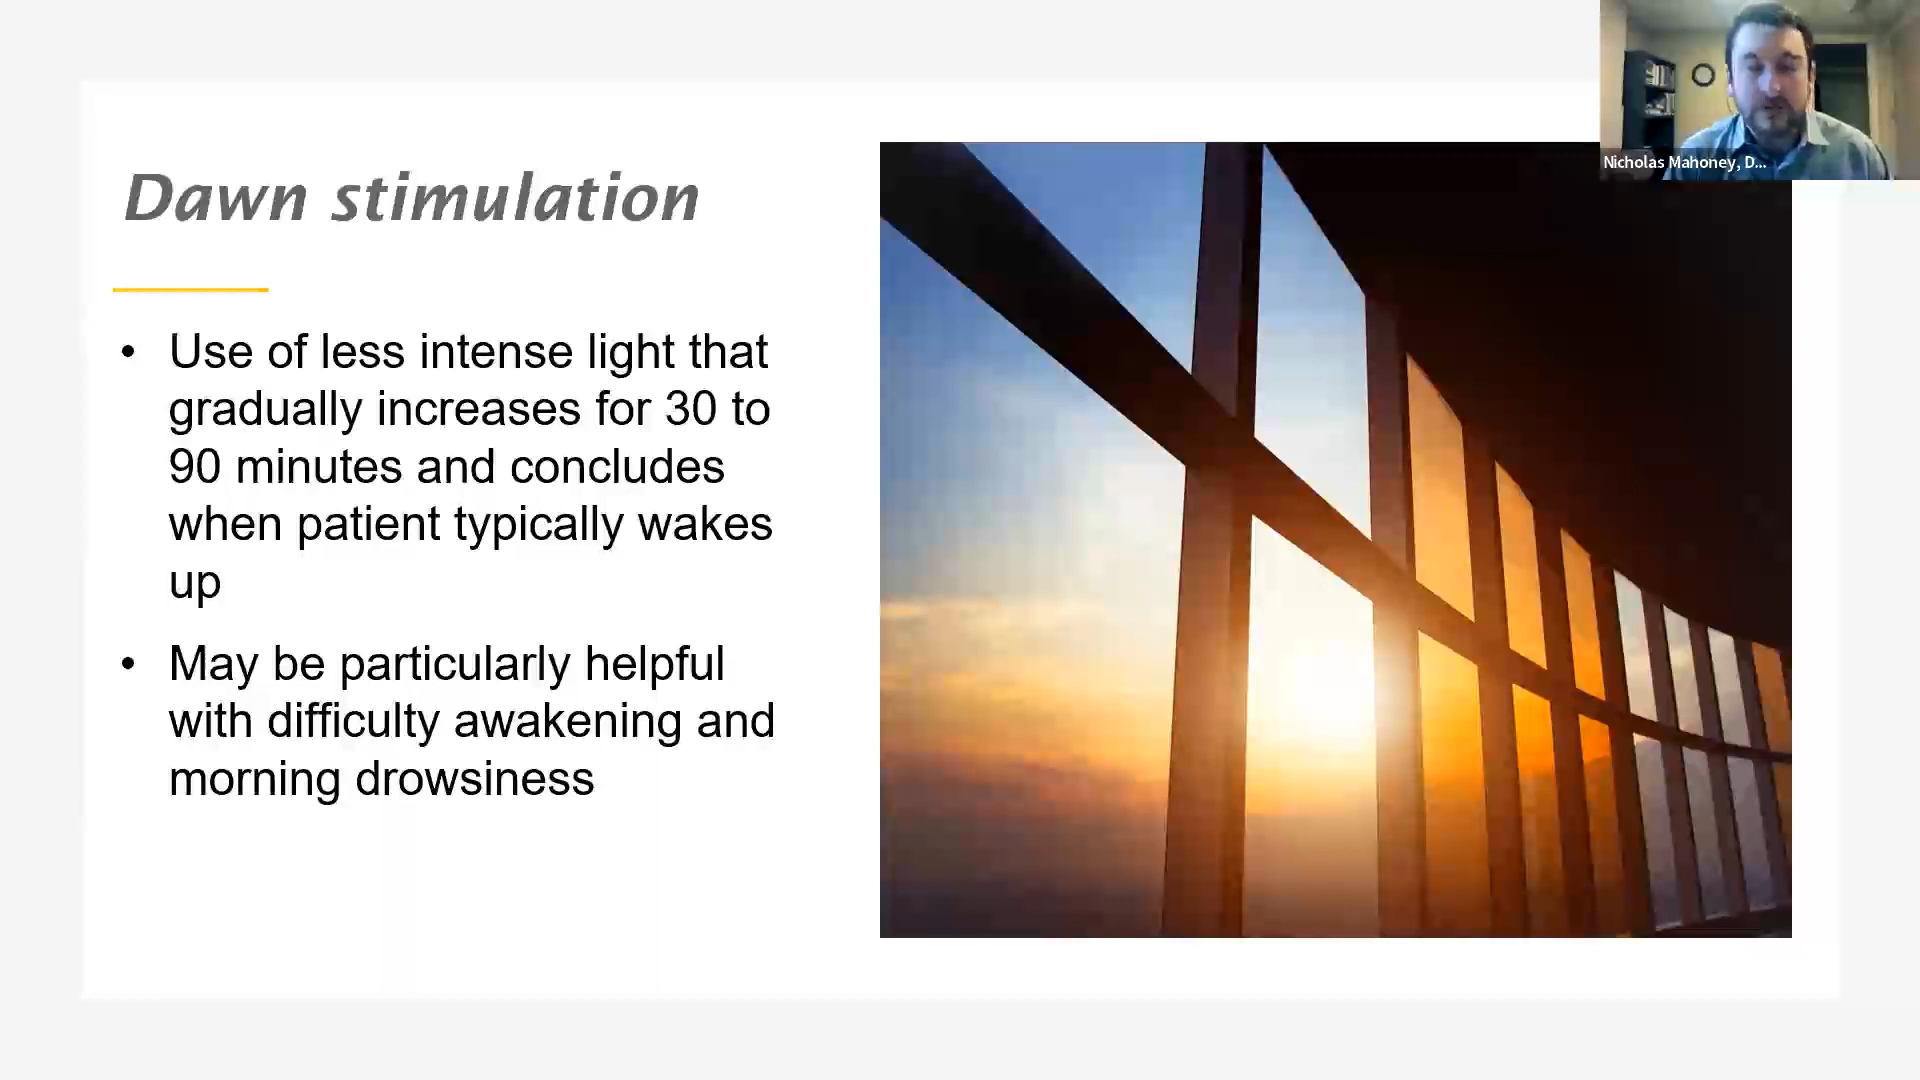 Nicholas Mahoney, D...
Dawn stimulation
• Use of less intense light that
gradually increases for 30 to
90 minutes and concludes
when patient typically wakes
up
• May be particularly helpful
with difficulty awakening and
morning drowsiness